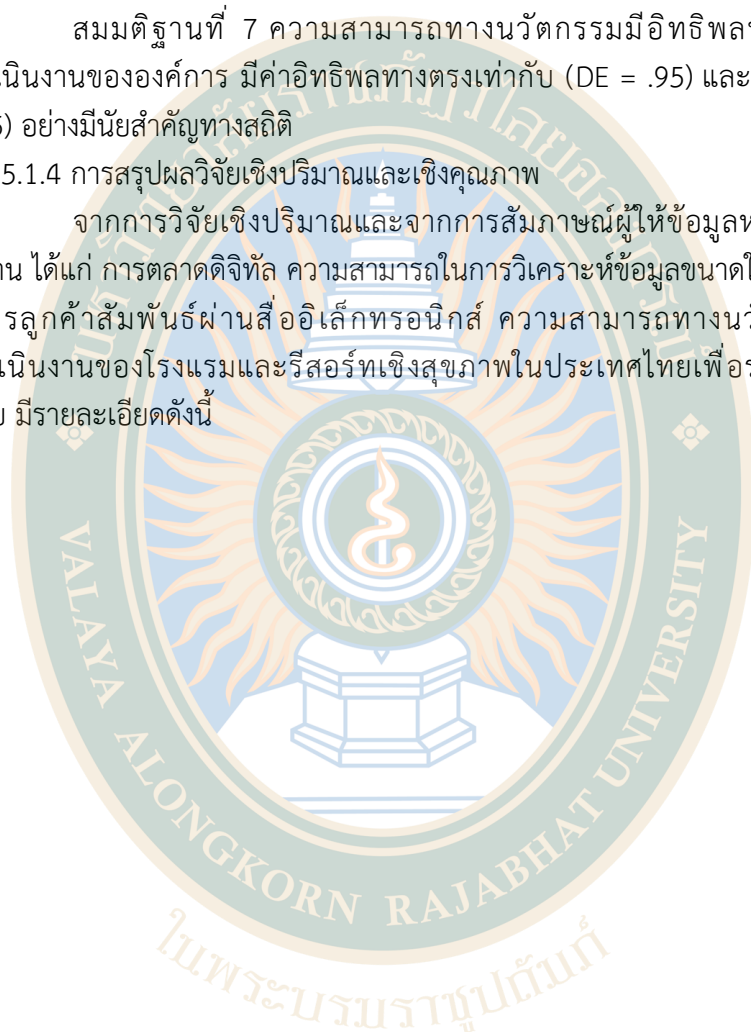 สมมติฐานที่ 7 ความสามารถทางนวัตกรรมมีอิทธิพล
เนินงานขององค์การ มีค่าอิทธิพลทางตรงเท่ากับ (DE = .95) และ
) อย่างมีนัยสำคัญทางสถิติ
5.1.4 การสรุปผลวิจัยเชิงปริมาณและเชิงคุณภาพ
จากการวิจัยเชิงปริมาณและจากการสัมภาษณ์ผู้ให้ข้อมูล
าน ได้แก่ การตลาดดิจิทัล ความสามารถในการวิเคราะห์ข้อมูลขนาด
รลูกค้าสัมพันธ์ผ่านสื่ออิเล็กทรอนิกส์ ความสามารถทาง
เนินงานของโรงแรมและรีสอร์ทเชิงสุขภาพในประเทศไทยเพื่อ
มีรายละเอียดดังนี้
VALAYA ALONGKORN RAJABHAT UNIVERSITY
ในพระบรมราชูปถัมภ์